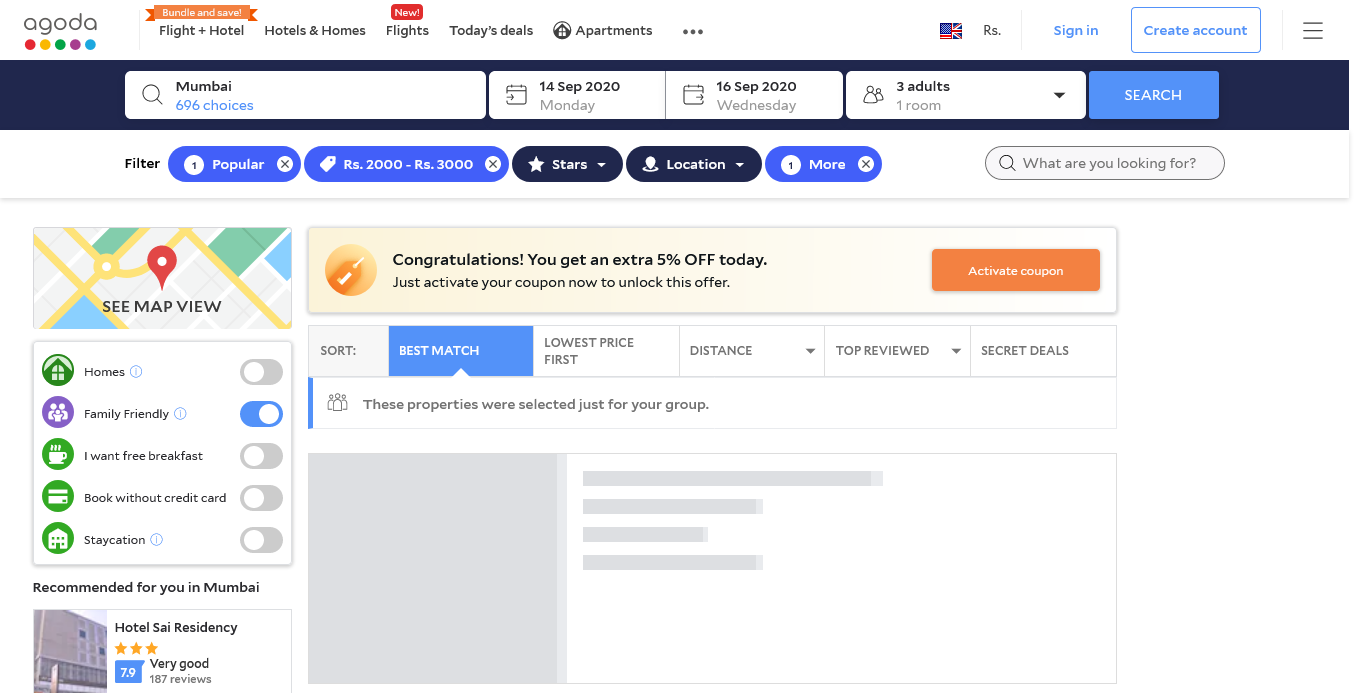 agoda
Bundle and save!
Flight + Hotel
Hotels & Homes
New!
Flights
Today's deals
Apartments
Rs.
Sign in
Create account
Mumbai
696 choices
14 Sep 2020
Monday
16 Sep 2020
Wednesday
3 adults
1 room
SEARCH
Filter
1 Popular
Rs. 2000 - Rs. 3000
Stars
Location
1 More
What are you looking for?
SEE MAP VIEW
Congratulations! You get an extra 5% OFF today.
Just activate your coupon now to unlock this offer.
Activate coupon
SORT:
BEST MATCH
LOWEST PRICE
FIRST
DISTANCE
TOP REVIEWED
SECRET DEALS
These properties were selected just for your group.
Homes
Family Friendly
I want free breakfast
Book without credit card
Staycation
Recommended for you in Mumbai
Hotel Sai Residency
7.9
Very good
187 reviews